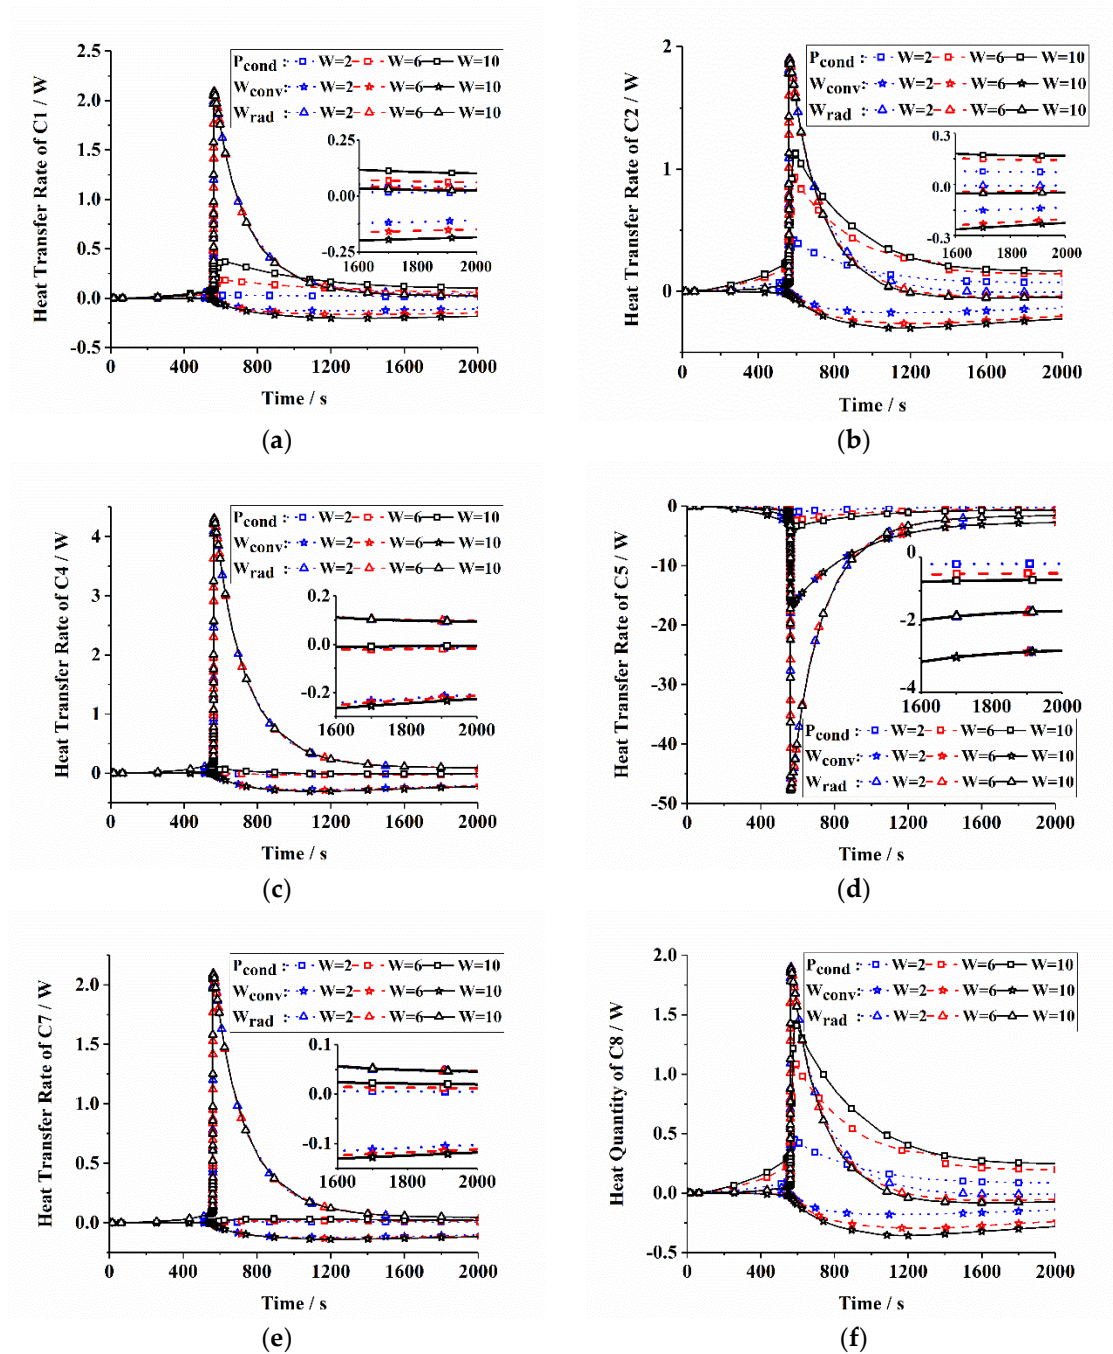 2.5
2.0
1.5
1.0
0.5
0.0
-0.5
Heat Transfer Rate of C1 / W
Pcond : W=2 W=6 W=10
Wconv: W=2 W=6 W=10
Wrad : W=2 W=6 W=10
0.25
0.00
-0.25
1600 1800 2000
0 400 800 1200 1600 2000
Time / s
(a)
2
1
0
Heat Transfer Rate of C2 / W
Pcond : W=2 W=6 W=10
Wconv: W=2 W=6 W=10
Wrad : W=2 W=6 W=10
0.3
0.0
-0.3
1600 1800 2000
0 400 800 1200 1600 2000
Time / s
(b)
4
3
2
1
0
Heat Transfer Rate of C4 / W
Pcond : W=2 W=6 W=10
Wconv: W=2 W=6 W=10
Wrad : W=2 W=6 W=10
0.2
0.0
-0.2
1600 1800 2000
0 400 800 1200 1600 2000
Time / s
(c)
0
-10
-20
-30
-40
-50
Heat Transfer Rate of C5 / W
0
-2
-4
1600 1800 2000
Pcond : W=2 W=6 W=10
Wconv: W=2 W=6 W=10
Wrad : W=2 W=6 W=10
0 400 800 1200 1600 2000
Time / s
(d)
2.0
1.5
1.0
0.5
0.0
Heat Transfer Rate of C7 / W
Pcond : W=2 W=6 W=10
Wconv: W=2 W=6 W=10
Wrad : W=2 W=6 W=10
0.1
0.0
-0.1
1600 1800 2000
0 400 800 1200 1600 2000
Time / s
(e)
2.0
1.5
1.0
0.5
0.0
-0.5
Heat Quantity of C8 / W
Pcond : W=2 W=6 W=10
Wconv: W=2 W=6 W=10
Wrad : W=2 W=6 W=10
0 400 800 1200 1600 2000
Time / s
(f)